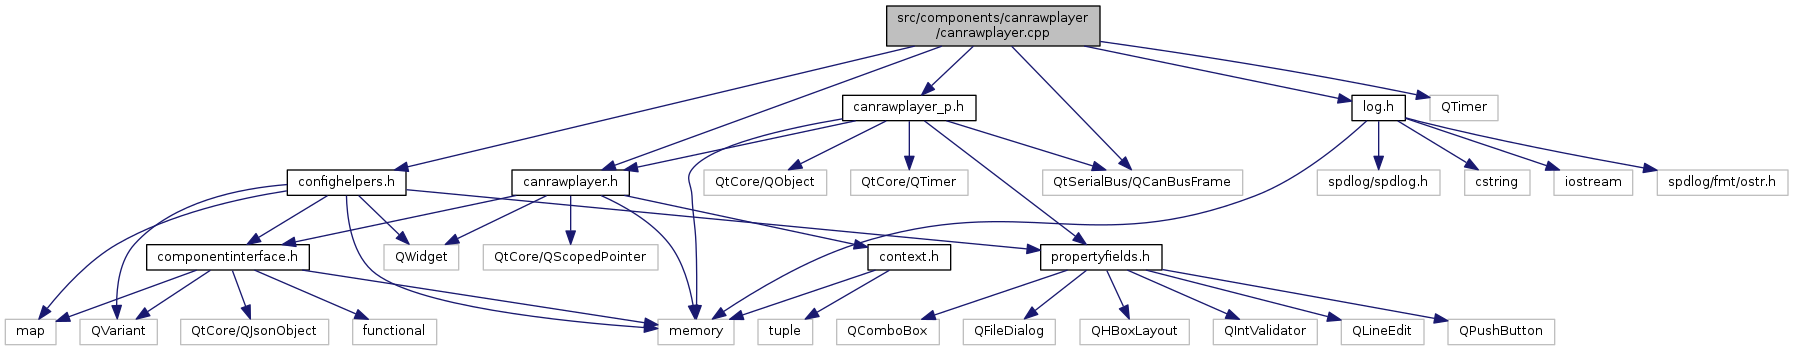 src/components/canrawplayer
/canrawplayer.cpp
canrawplayer_p.h
log.h
QTimer
confighelpers.h
canrawplayer.h
QtCore/QObject
QtCore/QTimer
QtSerialBus/QCanBusFrame
spdlog/spdlog.h
cstring
iostream
spdlog/fmt/ostr.h
componentinterface.h
QWidget
QtCore/QScopedPointer
context.h
propertyfields.h
map
QVariant
QtCore/QJsonObject
functional
memory
tuple
QComboBox
QFileDialog
QHBoxLayout
QIntValidator
QLineEdit
QPushButton